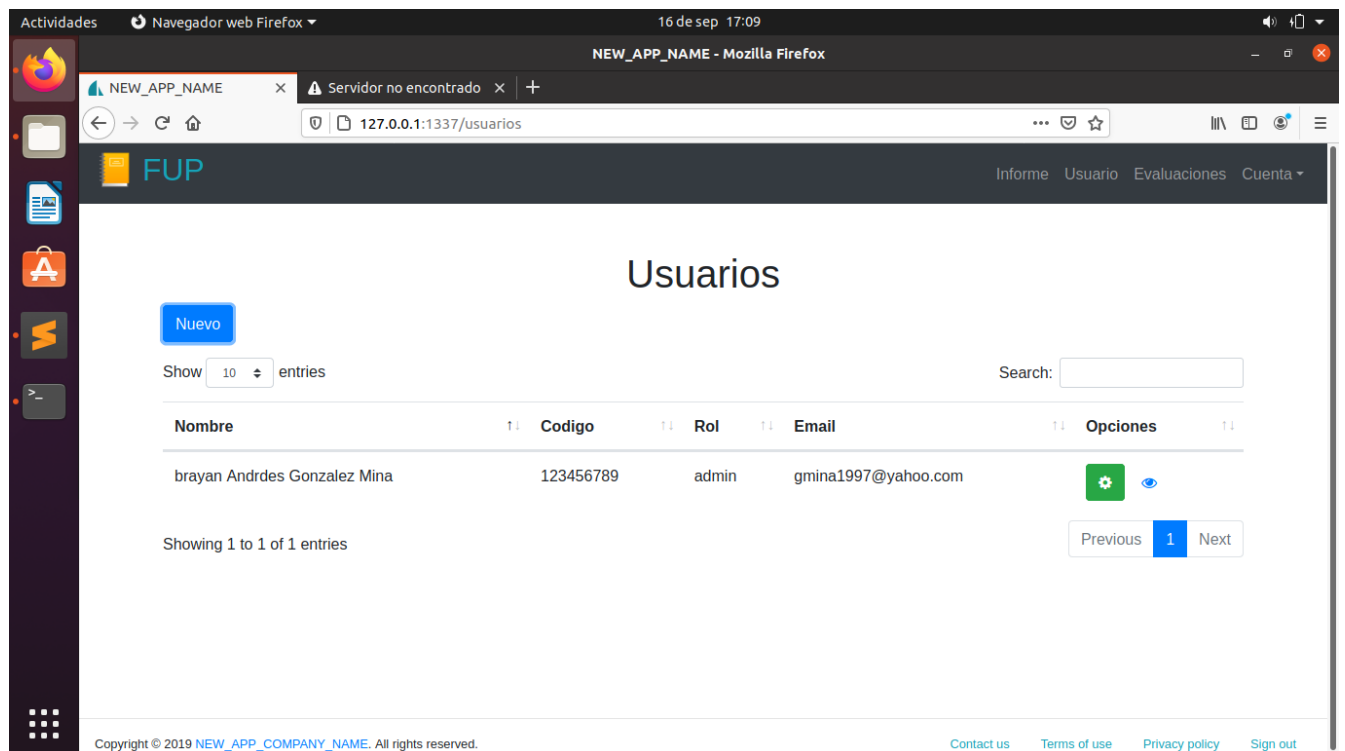 Actividades Navegador web Firefox 16 de sep 17:09
NEW_APP_NAME - Mozilla Firefox
NEW_APP_NAME Servidor no encontrado
127.0.0.1:1337/usuarios
FUP Informe Usuario Evaluaciones Cuenta
Usuarios
Nuevo
Show 10 entries Search:
Nombre Codigo Rol Email Opciones
brayan Andrdes Gonzalez Mina 123456789 admin gmina1997@yahoo.com
Showing 1 to 1 of 1 entries Previous 1 Next
Copyright © 2019 NEW_APP_COMPANY_NAME. All rights reserved. Contact us Terms of use Privacy policy Sign out